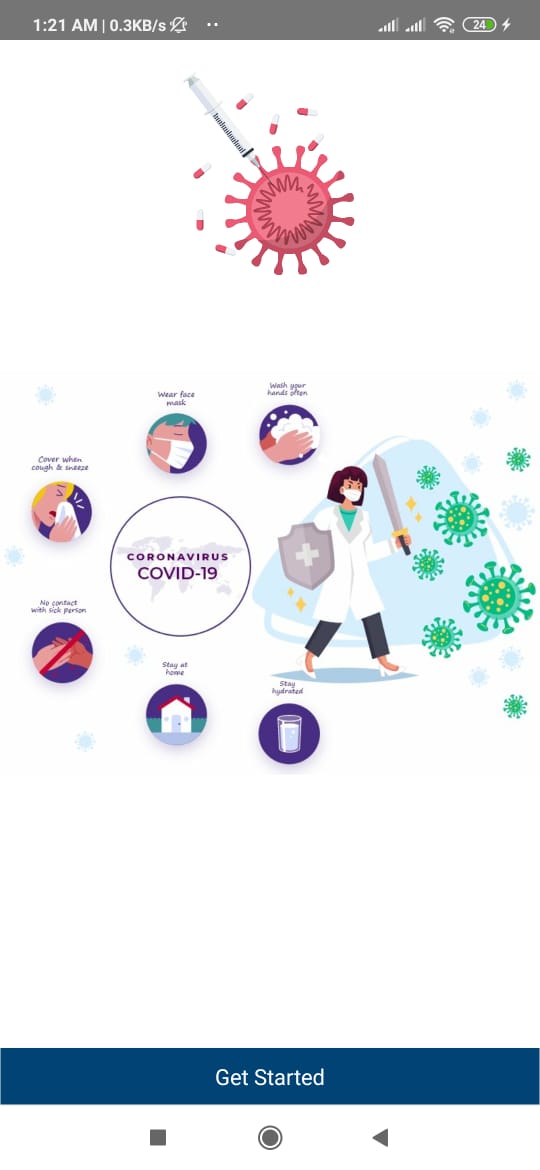 1:21 AM | 0.3KB/s
24
Wear face
mask
Wash your
hands often
Cover when
cough & sneeze
CORONAVIRUS
COVID-19
No contact
with sick person
Stay at
home
Stay
hydrated
Get Started